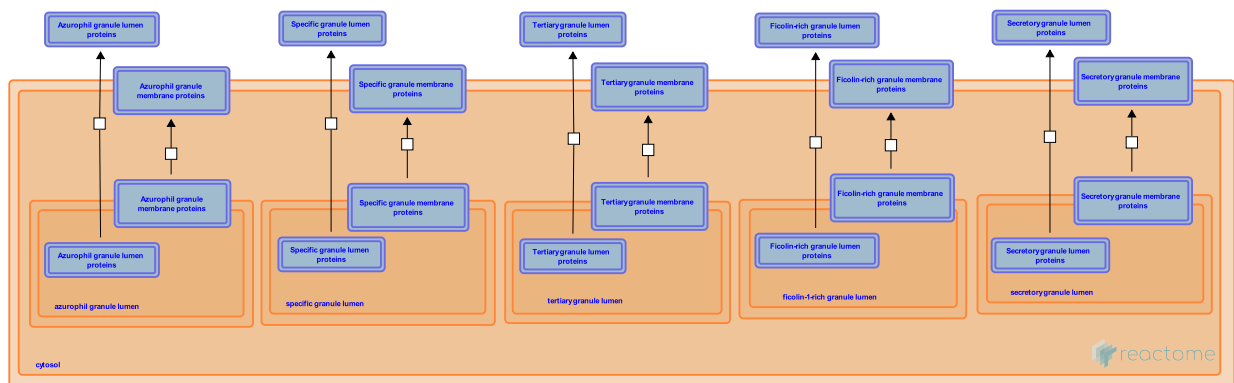 Azurophil granule lumen
proteins
Specific granule lumen
proteins
Tertiary granule lumen
proteins
Ficolin-rich granule lumen
proteins
Secretory granule lumen
proteins
Azurophil granule
membrane proteins
Specific granule membrane
proteins
Tertiary granule membrane
proteins
Ficolin-rich granule membrane
proteins
Secretory granule membrane
proteins
Azurophil granule
membrane proteins
Specific granule membrane
proteins
Tertiary granule membrane
proteins
Ficolin-rich granule membrane
proteins
Secretory granule membrane
proteins
Azurophil granule lumen
proteins
Specific granule lumen
proteins
Tertiary granule lumen
proteins
Ficolin-rich granule lumen
proteins
Secretory granule lumen
proteins
azurophil granule lumen
specific granule lumen
tertiary granule lumen
ficolin-1-rich granule lumen
secretory granule lumen
cytosol
reactome